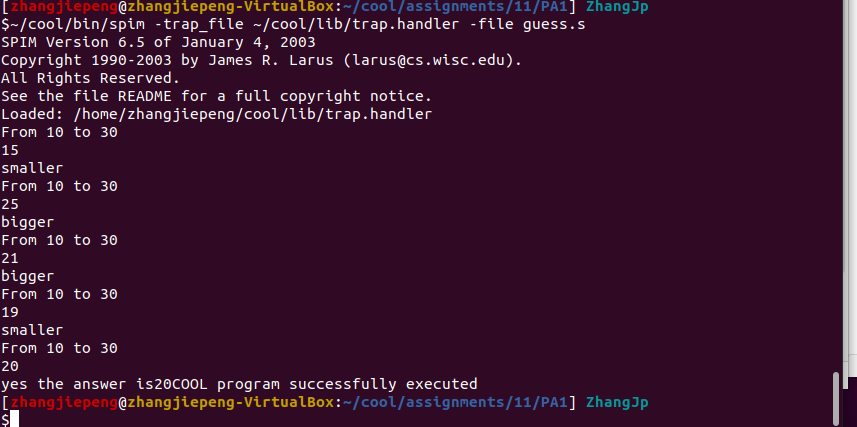 [zhangjiepeng@zhangjiepeng-VirtualBox:~/cool/assignments/11/PA1] ZhangJp
$~/cool/bin/spim -trap_file ~/cool/lib/trap.handler -file guess.s
SPIM Version 6.5 of January 4, 2003
Copyright 1990-2003 by James R. Larus (larus@cs.wisc.edu).
All Rights Reserved.
See the file README for a full copyright notice.
Loaded: /home/zhangjiepeng/cool/lib/trap.handler
From 10 to 30
15
smaller
From 10 to 30
25
bigger
From 10 to 30
21
bigger
From 10 to 30
19
smaller
From 10 to 30
20
yes the answer is20COOL program successfully executed
[zhangjiepeng@zhangjiepeng-VirtualBox:~/cool/assignments/11/PA1] ZhangJp
$